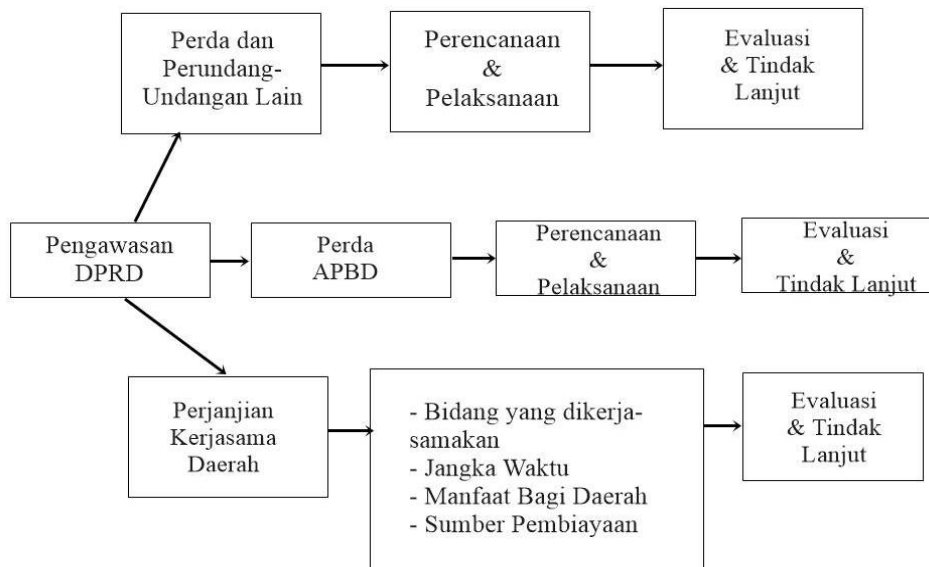 Perda dan
Perundang-
Undangan Lain
Perencanaan
&
Pelaksanaan
Evaluasi
& Tindak
Lanjut
Pengawasan
DPRD
Perda
APBD
Perencanaan
&
Pelaksanaan
Evaluasi
&
Tindak Lanjut
Perjanjian
Kerjasama
Daerah
- Bidang yang dikerja-
samakan
- Jangka Waktu
- Manfaat Bagi Daerah
- Sumber Pembiayaan
Evaluasi
& Tindak
Lanjut